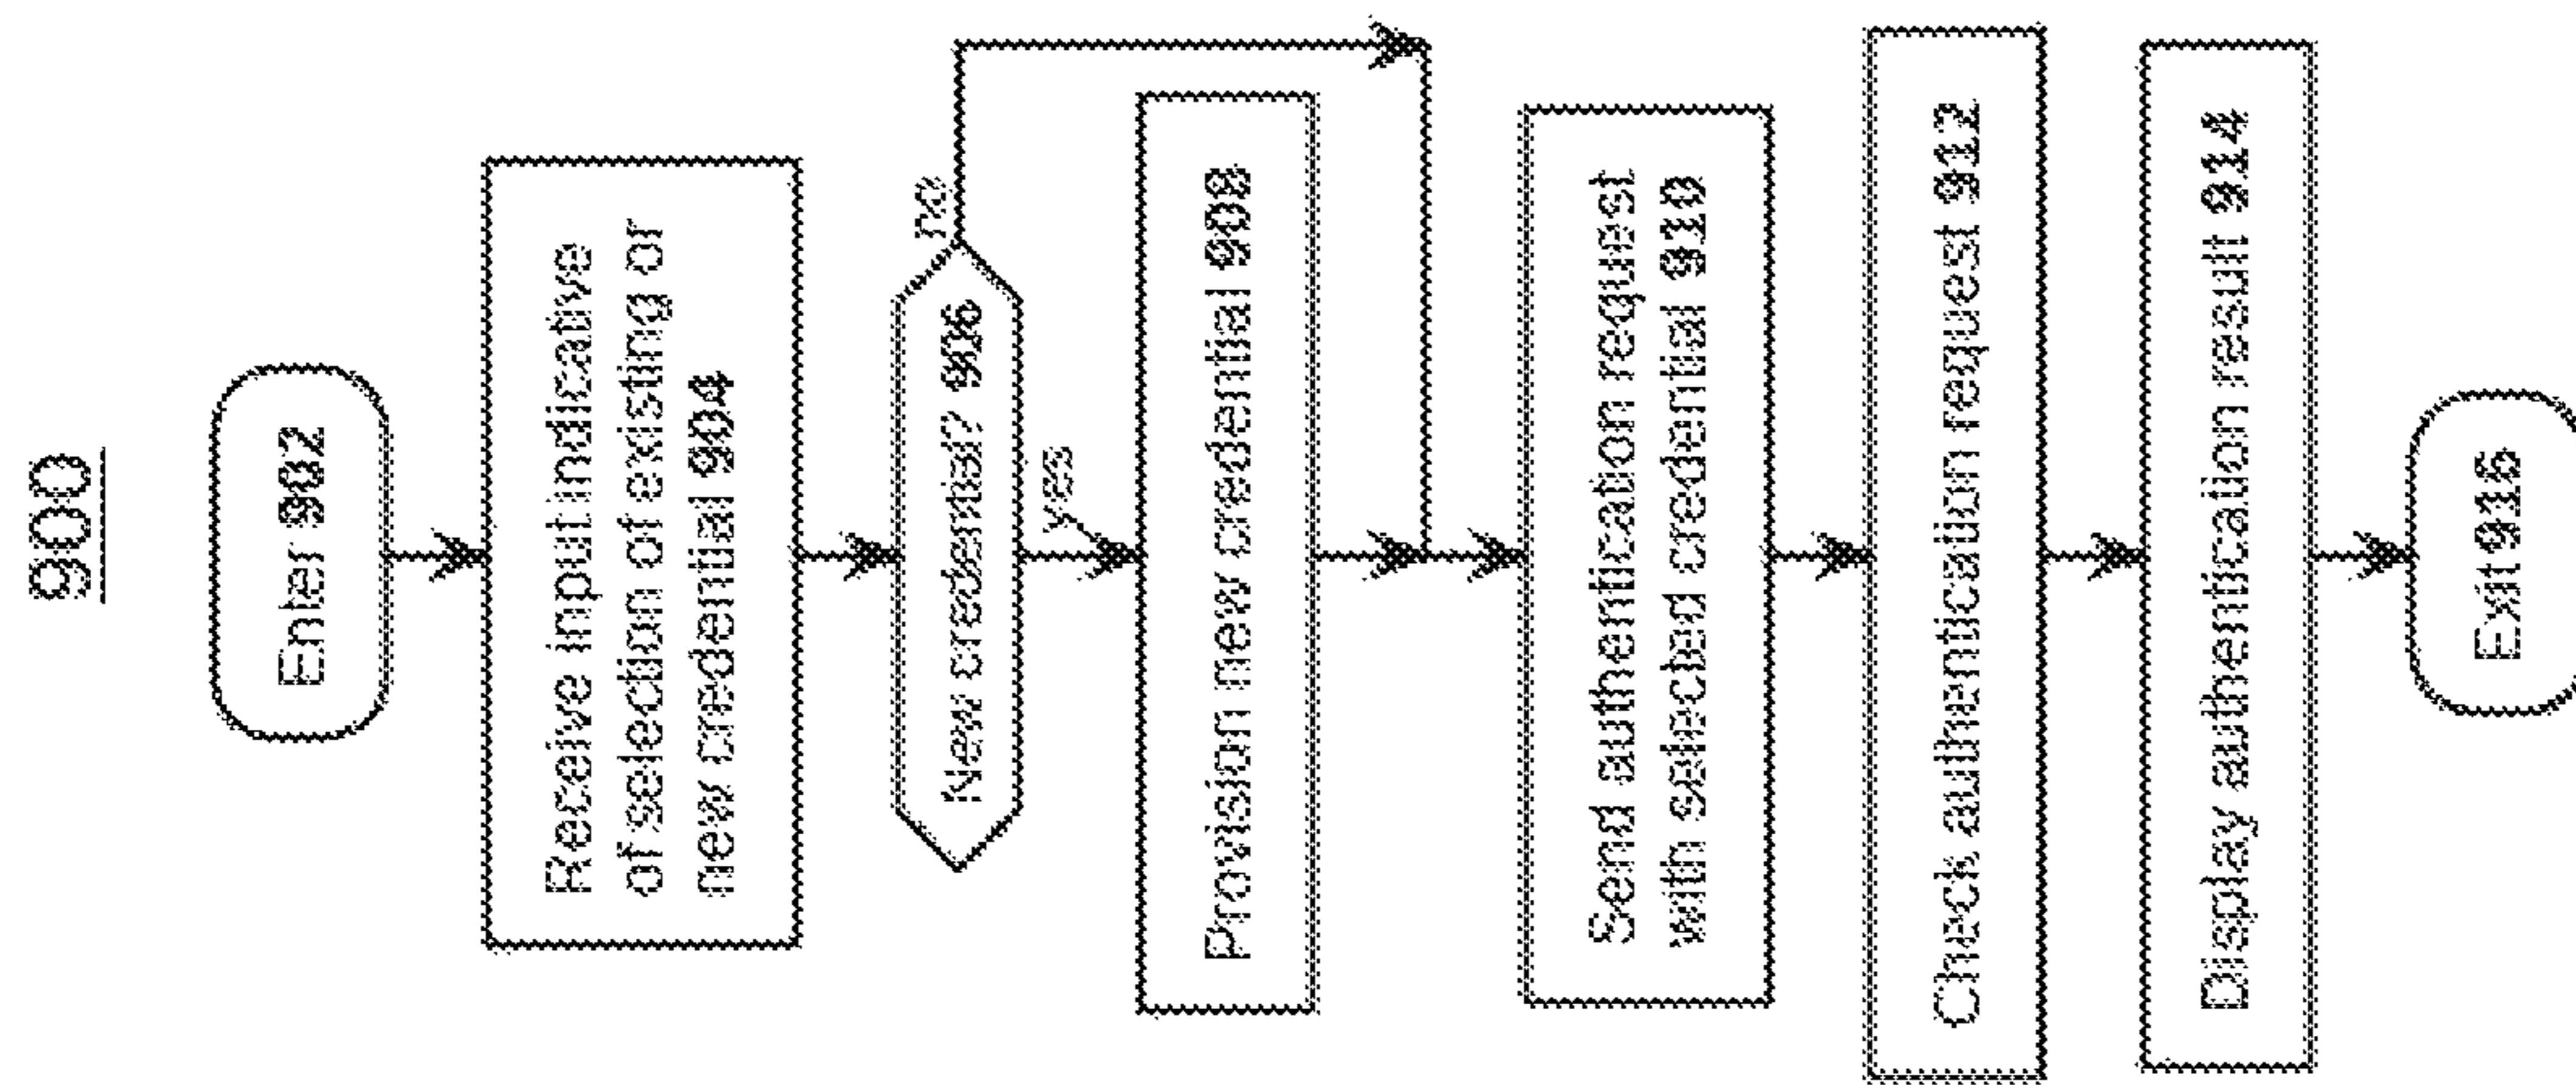 900
Enter 902
Receive input indicative
of selection of existing or
new credential 904
New credential? 906
no
yes
Provision new credential 908
Send authentication request
with selected credential 910
Check authentication request 912
Display authentication result 914
Exit 916